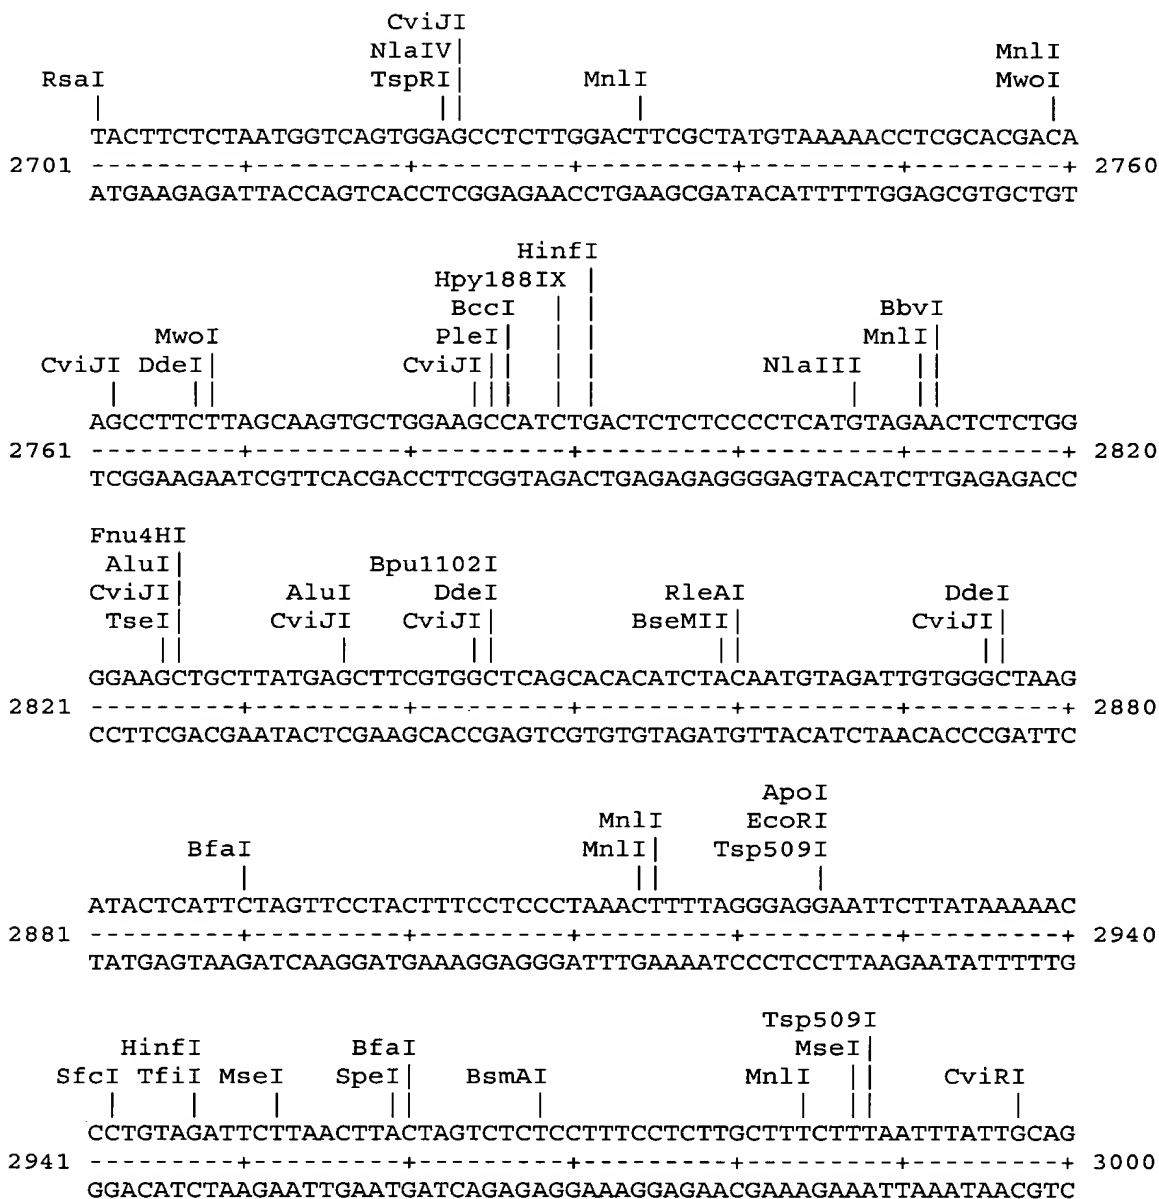 CviJI
NlaIV|
MnlI
RsaI TspRI| MnlI MwoI
| || | |
TACTTCTCTAATGGTCAGTGGAGCCTCTTGGACTTCGCTATGTAAAAACCTCGCACGACA
2701 ---------+---------+---------+---------+---------+---------+ 2760
ATGAAGAGATTACCAGTCACCTCGGAGAACCTGAAGCGATACATTTTTGGAGCGTGCTGT
HinfI
Hpy188IX |
BccI | | BbvI
MwoI PleI| | | MnlI|
CviJI DdeI| CviJI|| | | NlaIII ||
| || ||| | | | ||
AGCCTTCTTAGCAAGTGCTGGAAGCCATCTGACTCTCTCCCCTCATGTAGAACTCTCTGG
2761 ---------+---------+---------+---------+---------+---------+ 2820
TCGGAAGAATCGTTCACGACCTTCGGTAGACTGAGAGAGGGGAGTACATCTTGAGAGACC
Fnu4HI
AluI| Bpu1102I
CviJI| AluI DdeI RleAI DdeI
TseI| CviJI CviJI| BseMII| CviJI|
|| | || || ||
GGAAGCTGCTTATGAGCTTCGTGGCTCAGCACACATCTACAATGTAGATTGTGGGCTAAG
2821 ---------+---------+---------+---------+---------+---------+ 2880
CCTTCGACGAATACTCGAAGCACCGAGTCGTGTGTAGATGTTACATCTAACACCCGATTC
ApoI
MnlI EcoRI
BfaI MnlI| Tsp509I
| || |
ATACTCATTCTAGTTCCTACTTTCCTCCCTAAACTTTTAGGGAGGAATTCTTATAAAAAC
2881 ---------+---------+---------+---------+---------+---------+ 2940
TATGAGTAAGATCAAGGATGAAAGGAGGGATTTGAAAATCCCTCCTTAAGAATATTTTTG
Tsp509I
HinfI BfaI MseI|
SfcI TfiI MseI SpeI| BsmAI MnlI || CviRI
| | | || | | || |
CCTGTAGATTCTTAACTTACTAGTCTCTCCTTTCCTCTTGCTTTCTTTAATTTATTGCAG
2941 ---------+---------+---------+---------+---------+---------+ 3000
GGACATCTAAGAATTGAATGATCAGAGAGGAAAGGAGAACGAAAGAAATTAAATAACGTC